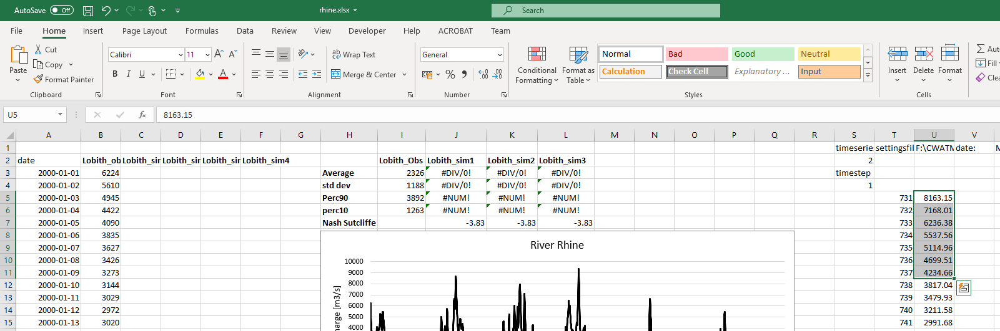 AutoSave Off rhine.xlsx Search
File Home Insert Page Layout Formulas Data Review View Developer Help ACROBAT Team
Paste Cut Copy Format Painter Clipboard
Calibri 11 A A B I U A Font
ab Wrap Text Merge & Center Alignment
General % Number
Conditional Formatting Format as Table
Normal Bad Good Neutral
Calculation Check Cell Explanatory ... Input
Styles
Insert Delete Format Cells
Σ Aut
Fill
Clea
U5 fx 8163.15
A B C D E F G H I J K L M N O P Q R S T U V
1 timeserie settingsfil F:\CWATM date: M
2 date Lobith_ob Lobith_sin Lobith_sin Lobith_sin Lobith_sim4 Lobith_Obs Lobith_sim1 Lobith_sim2 Lobith_sim3 2
3 2000-01-01 6224 Average 2326 #DIV/0! #DIV/0! #DIV/0! timestep
4 2000-01-02 5610 std dev 1188 #DIV/0! #DIV/0! #DIV/0! 1
5 2000-01-03 4945 Perc90 3892 #NUM! #NUM! #NUM! 731 8163.15
6 2000-01-04 4422 perc10 1263 #NUM! #NUM! #NUM! 732 7168.01
7 2000-01-05 4090 Nash Sutcliffe -3.83 -3.83 -3.83 733 6236.38
8 2000-01-06 3835 734 5537.56
9 2000-01-07 3627 735 5114.96
10 2000-01-08 3426 736 4699.51
11 2000-01-09 3273 737 4234.66
12 2000-01-10 3144 738 3817.04
13 2000-01-11 3029 739 3479.93
14 2000-01-12 2972 740 3211.58
15 2000-01-13 3020 741 2991.68
River Rhine
10000
9000
8000
7000
6000
5000
4000
harge [m3/s]